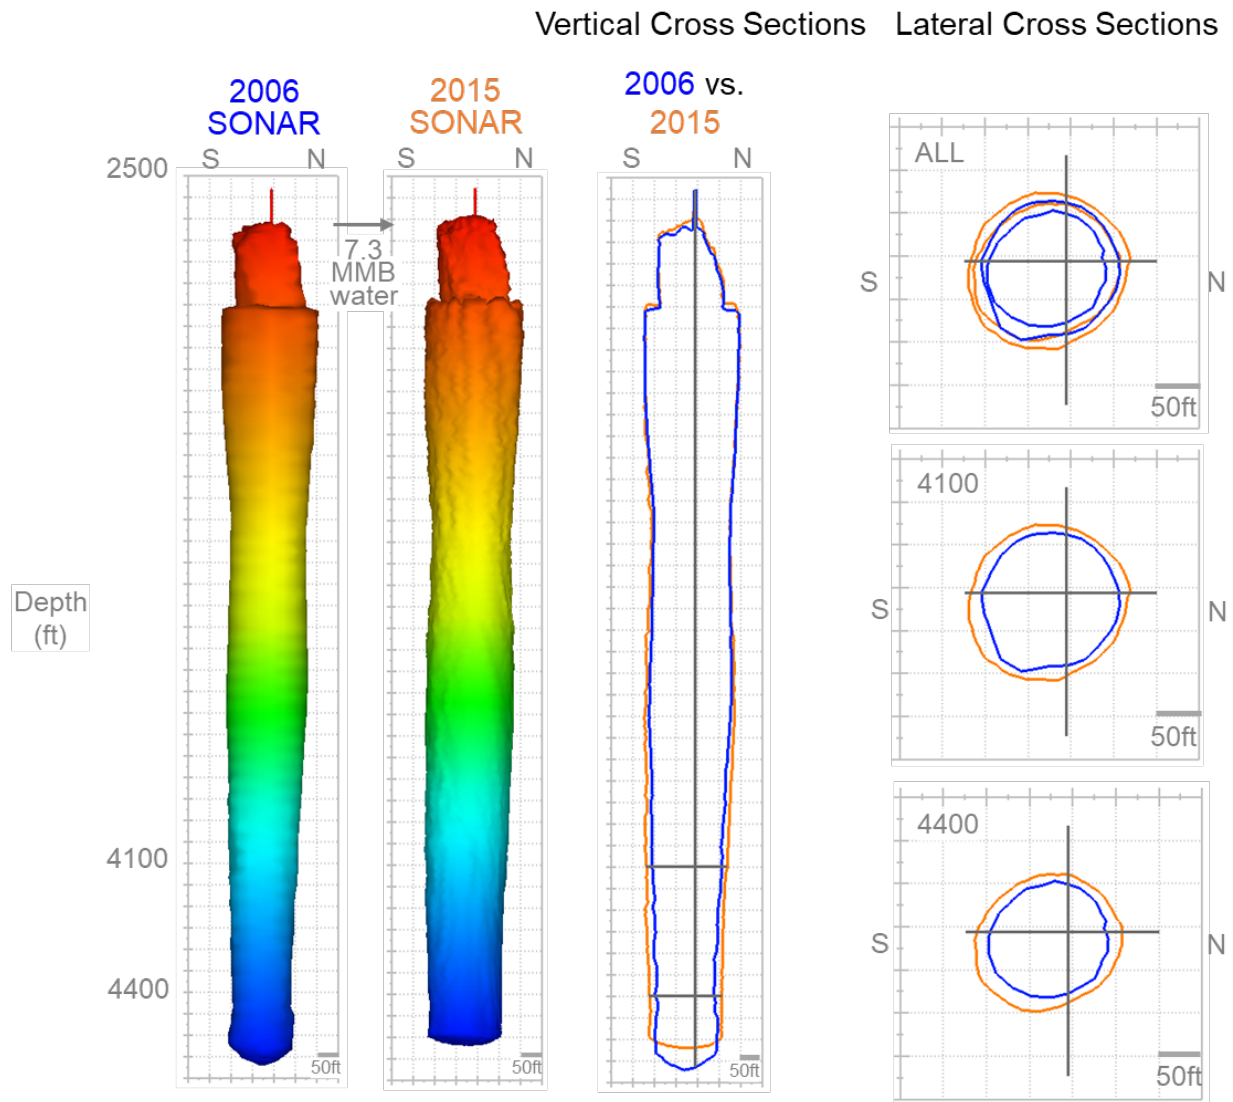 Vertical Cross Sections
Lateral Cross Sections
2006
SONAR
2015
SONAR
2006 vs.
2015
S
N
S
N
S
N
2500
7.3
MMB
water
Depth
(ft)
4100
4400
50ft
50ft
50ft
ALL
S
N
50ft
4100
S
N
50ft
4400
S
N
50ft